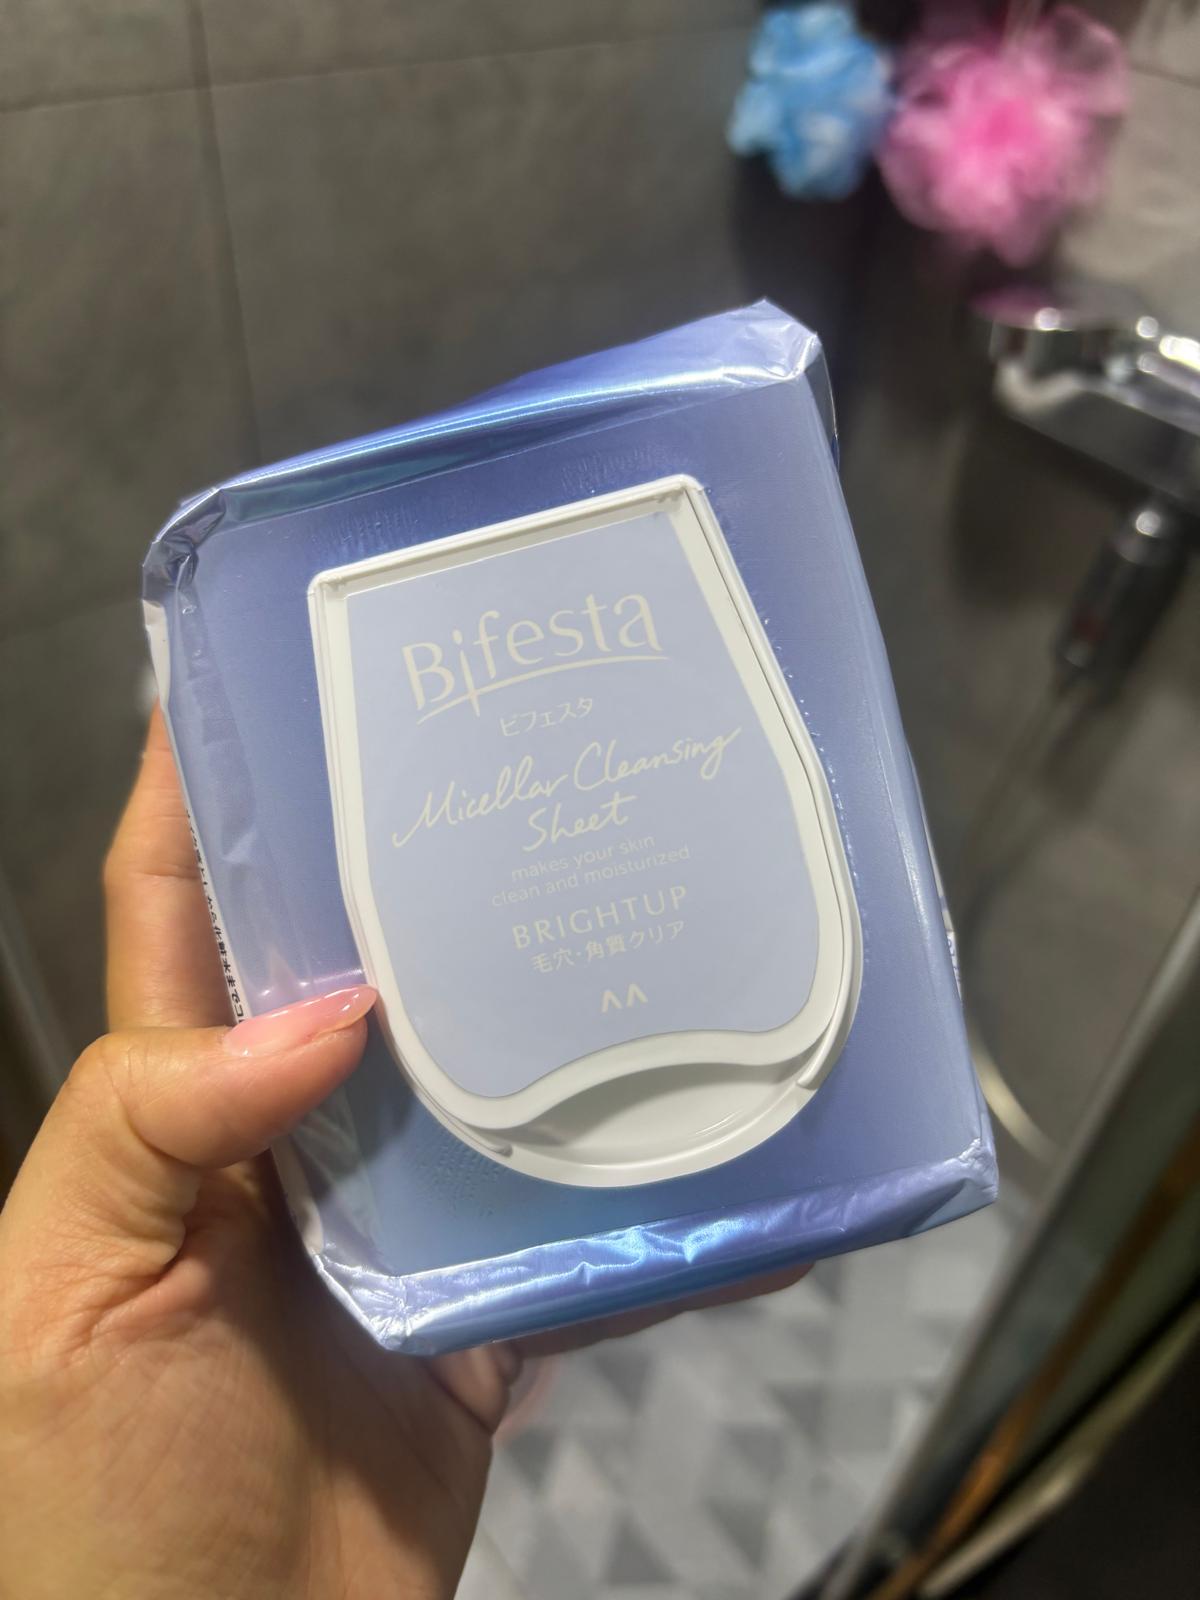 Bifesta
ビフェスタ
Micellar Cleansing
Sheet
makes your skin
clean and moisturized
BRIGHTUP
毛穴・角質クリア